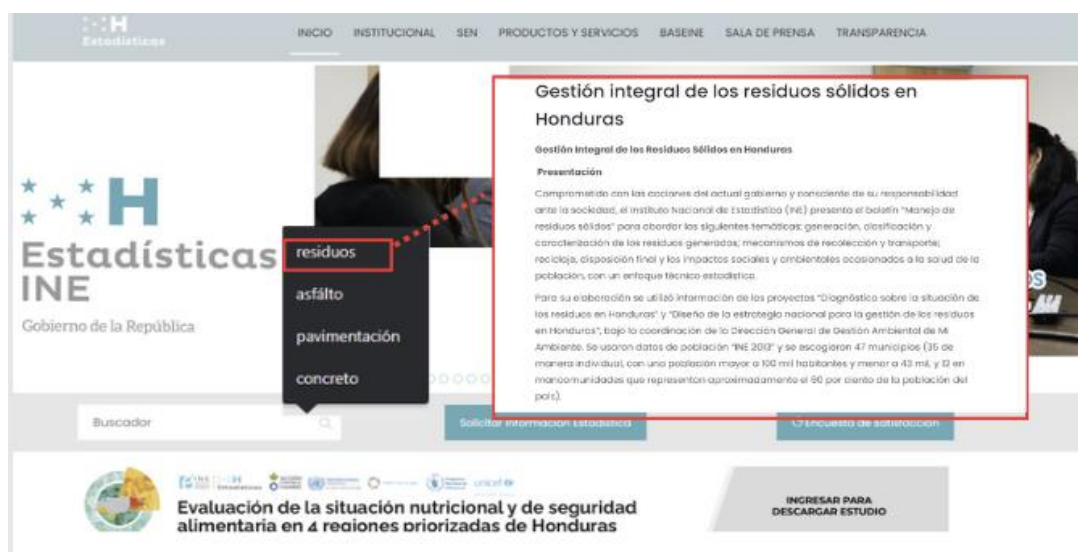 H
Estadísticas
INICIO INSTITUCIONAL SEN PRODUCTOS Y SERVICIOS BASEINE SALA DE PRENSA TRANSPARENCIA
H
Estadísticas
INE
Gobierno de la República
residuos
asfálto
pavimentación
concreto
Gestión integral de los residuos sólidos en
Honduras
Gestión Integral de los Residuos Sólidos en Honduras
Presentación
Comprometido con las acciones del actual gobierno y consciente de su responsabilidad
ante la sociedad, el Instituto Nacional de Estadística (INE) presenta el boletín "Manejo de
residuos sólidos" para abordar las siguientes temáticas: generación, clasificación y
caracterización de los residuos generados; mecanismos de recolección y transporte;
reciclaje, disposición final y los impactos sociales y ambientales ocasionados a la salud de la
población, con un enfoque técnico estadístico.
Para su elaboración se utilizó información de los proyectos "Diagnóstico sobre la situación de
los residuos en Honduras" y "Diseño de la estrategia nacional para la gestión de los residuos
en Honduras", bajo la coordinación de la Dirección General de Gestión Ambiental de Mi
Ambiente. Se usaron datos de población "INE 2013" y se escogieron 47 municipios (35 de
manera individual, con una población mayor a 100 mil habitantes y menor a 43 mil, y 12 en
mancomunidades que representan aproximadamente el 60 por ciento de la población del
país).
Buscador
Solicitar Información Estadística
Encuesta de satisfacción
INE H
unicef
Evaluación de la situación nutricional y de seguridad
alimentaria en 4 regiones priorizadas de Honduras
INGRESAR PARA
DESCARGAR ESTUDIO